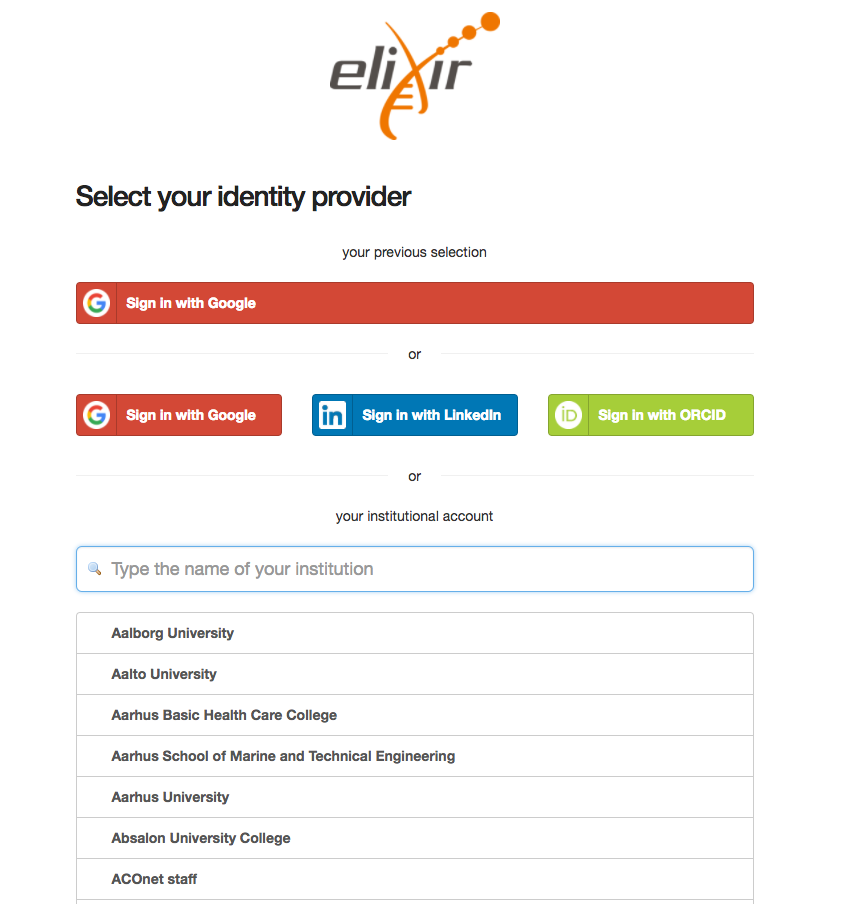 elixir
Select your identity provider
your previous selection
Sign in with Google
or
Sign in with Google
Sign in with LinkedIn
Sign in with ORCID
or
your institutional account
Type the name of your institution
Aalborg University
Aalto University
Aarhus Basic Health Care College
Aarhus School of Marine and Technical Engineering
Aarhus University
Absalon University College
ACOnet staff